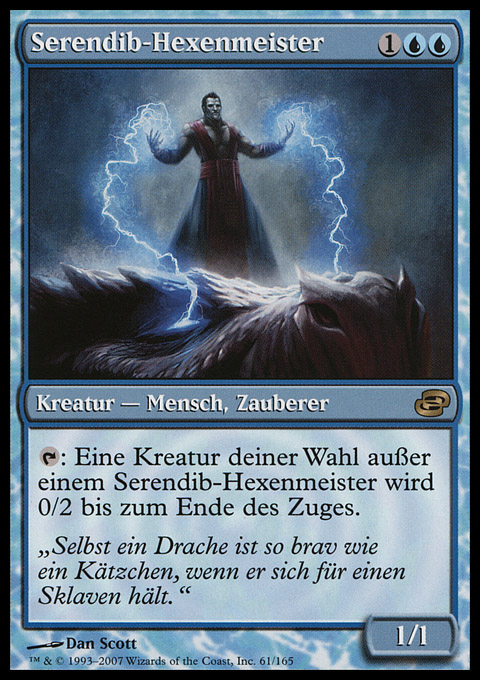 Serendib-Hexenmeister 1
Kreatur — Mensch, Zauberer
: Eine Kreatur deiner Wahl außer
einem Serendib-Hexenmeister wird
0/2 bis zum Ende des Zuges.
„Selbst ein Drache ist so brav wie
ein Kätzchen, wenn er sich für einen
Sklaven hält.“
Dan Scott
1/1
™ & © 1993–2007 Wizards of the Coast, Inc. 61/165